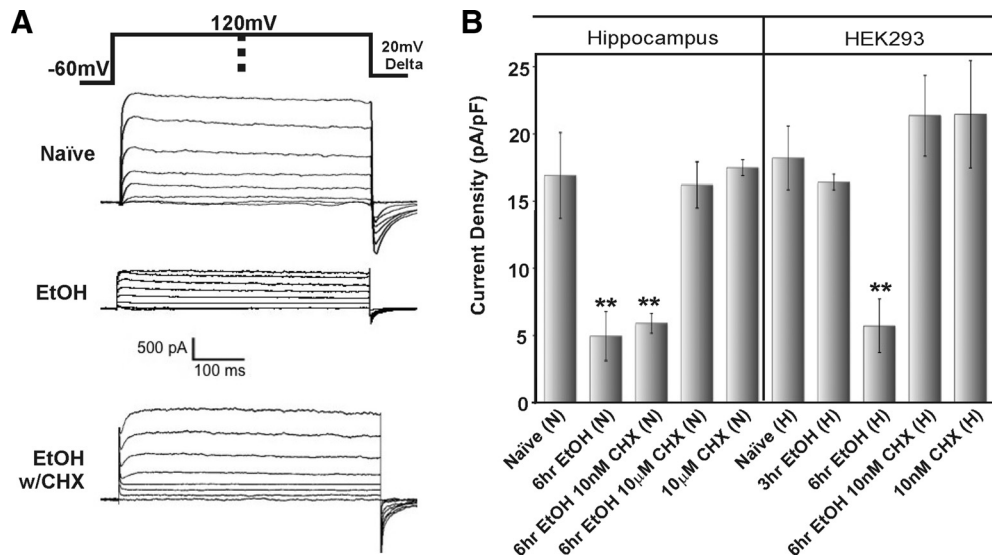 A
120mV
-60mV
20mV
Delta
Naïve
EtOH
500 pA
100 ms
EtOH
w/CHX
B
Hippocampus
HEK293
Current Density (pA/pF)
25
20
15
10
5
0
**
**
**
Naïve (N)
6hr EtOH (N)
6hr EtOH 10nM CHX (N)
6hr EtOH 10µM CHX (N)
10µM CHX (N)
Naïve (H)
3hr EtOH (H)
6hr EtOH (H)
6hr EtOH 10nM CHX (H)
10nM CHX (H)